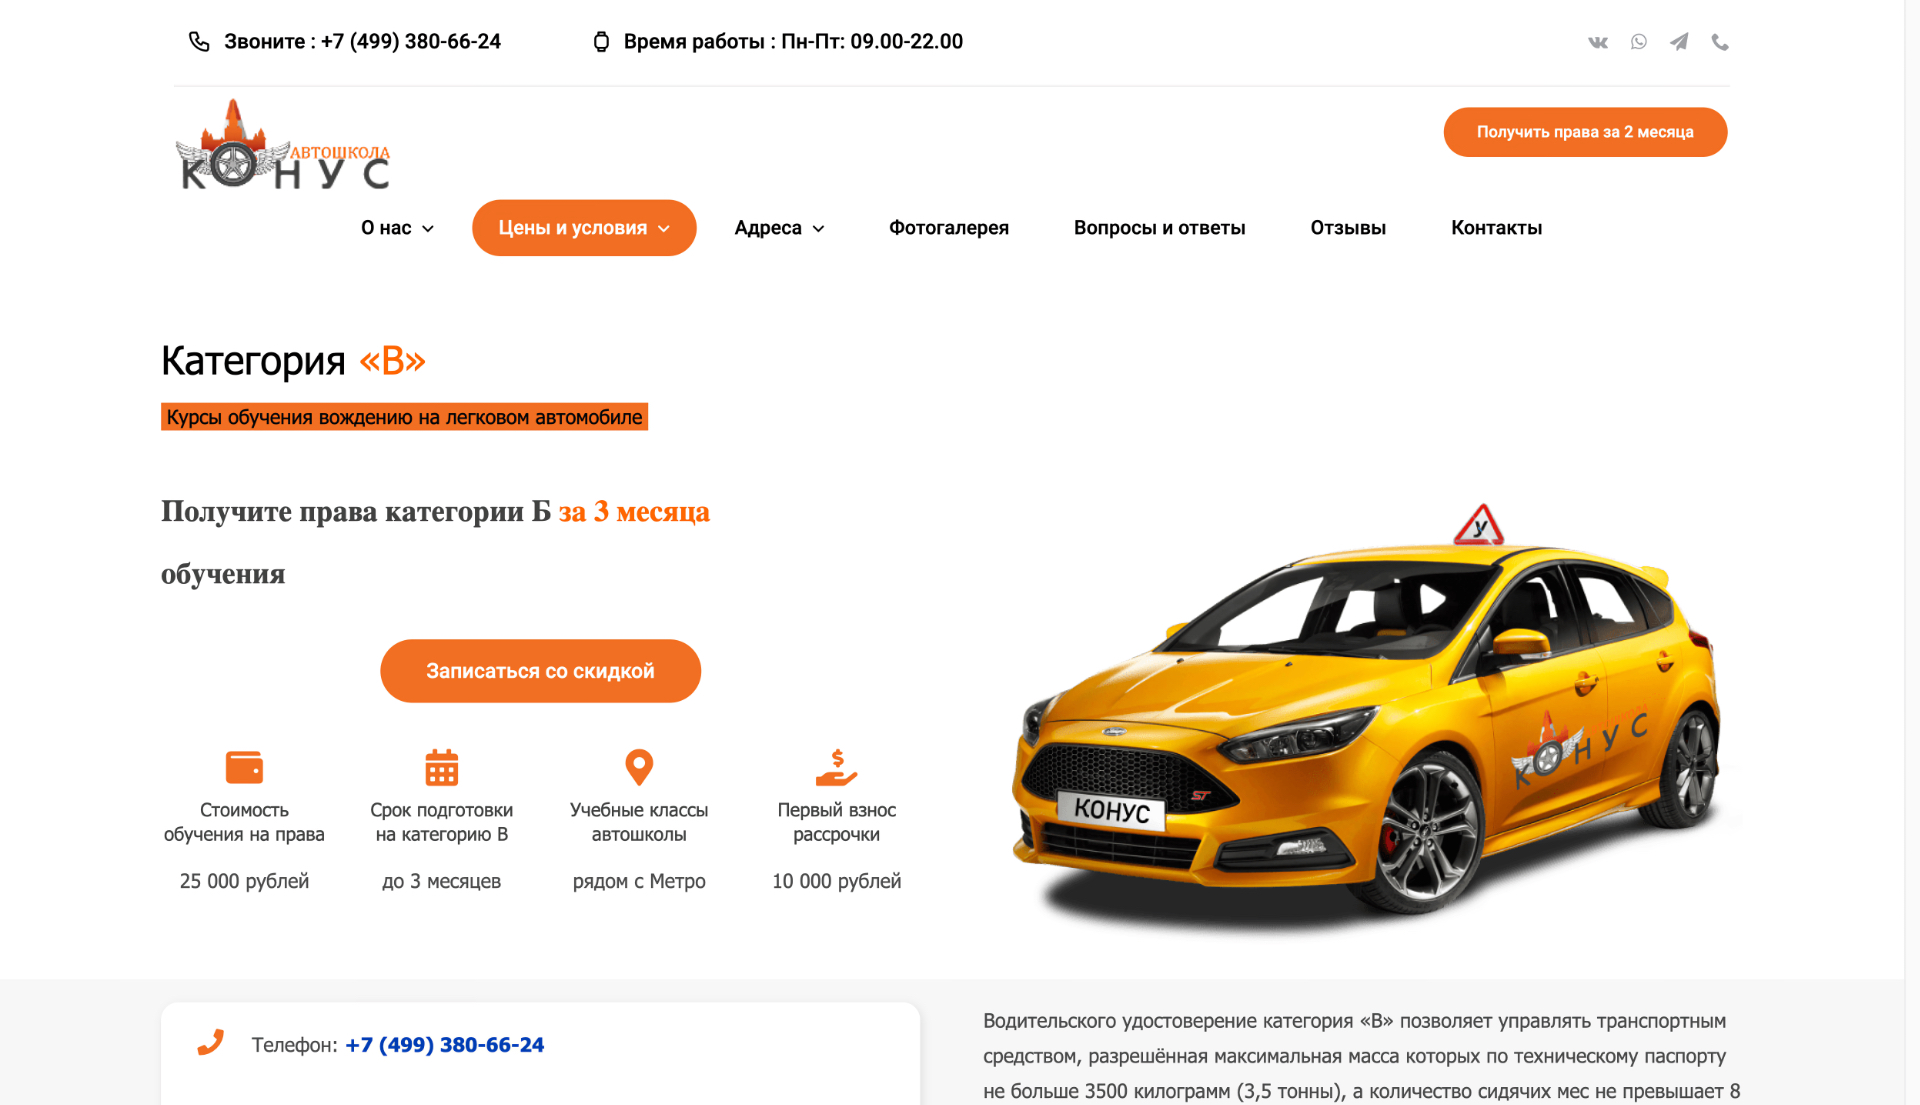 Звоните : +7 (499) 380-66-24
Время работы : Пн-Пт: 09.00-22.00
АВТОШКОЛА
КОНУС
Получить права за 2 месяца
О нас
Цены и условия
Адреса
Фотогалерея
Вопросы и ответы
Отзывы
Контакты
Категория «В»
Курсы обучения вождению на легковом автомобиле
Получите права категории Б за 3 месяца
обучения
Записаться со скидкой
Стоимость
обучения на права
25 000 рублей
Срок подготовки
на категорию В
до 3 месяцев
Учебные классы
автошколы
рядом с Метро
Первый взнос
рассрочки
10 000 рублей
У
КОНУС
ST
КОНУС
Телефон: +7 (499) 380-66-24
Водительского удостоверение категория «В» позволяет управлять транспортным
средством, разрешённая максимальная масса которых по техническому паспорту
не больше 3500 килограмм (3,5 тонны), а количество сидячих мес не превышает 8